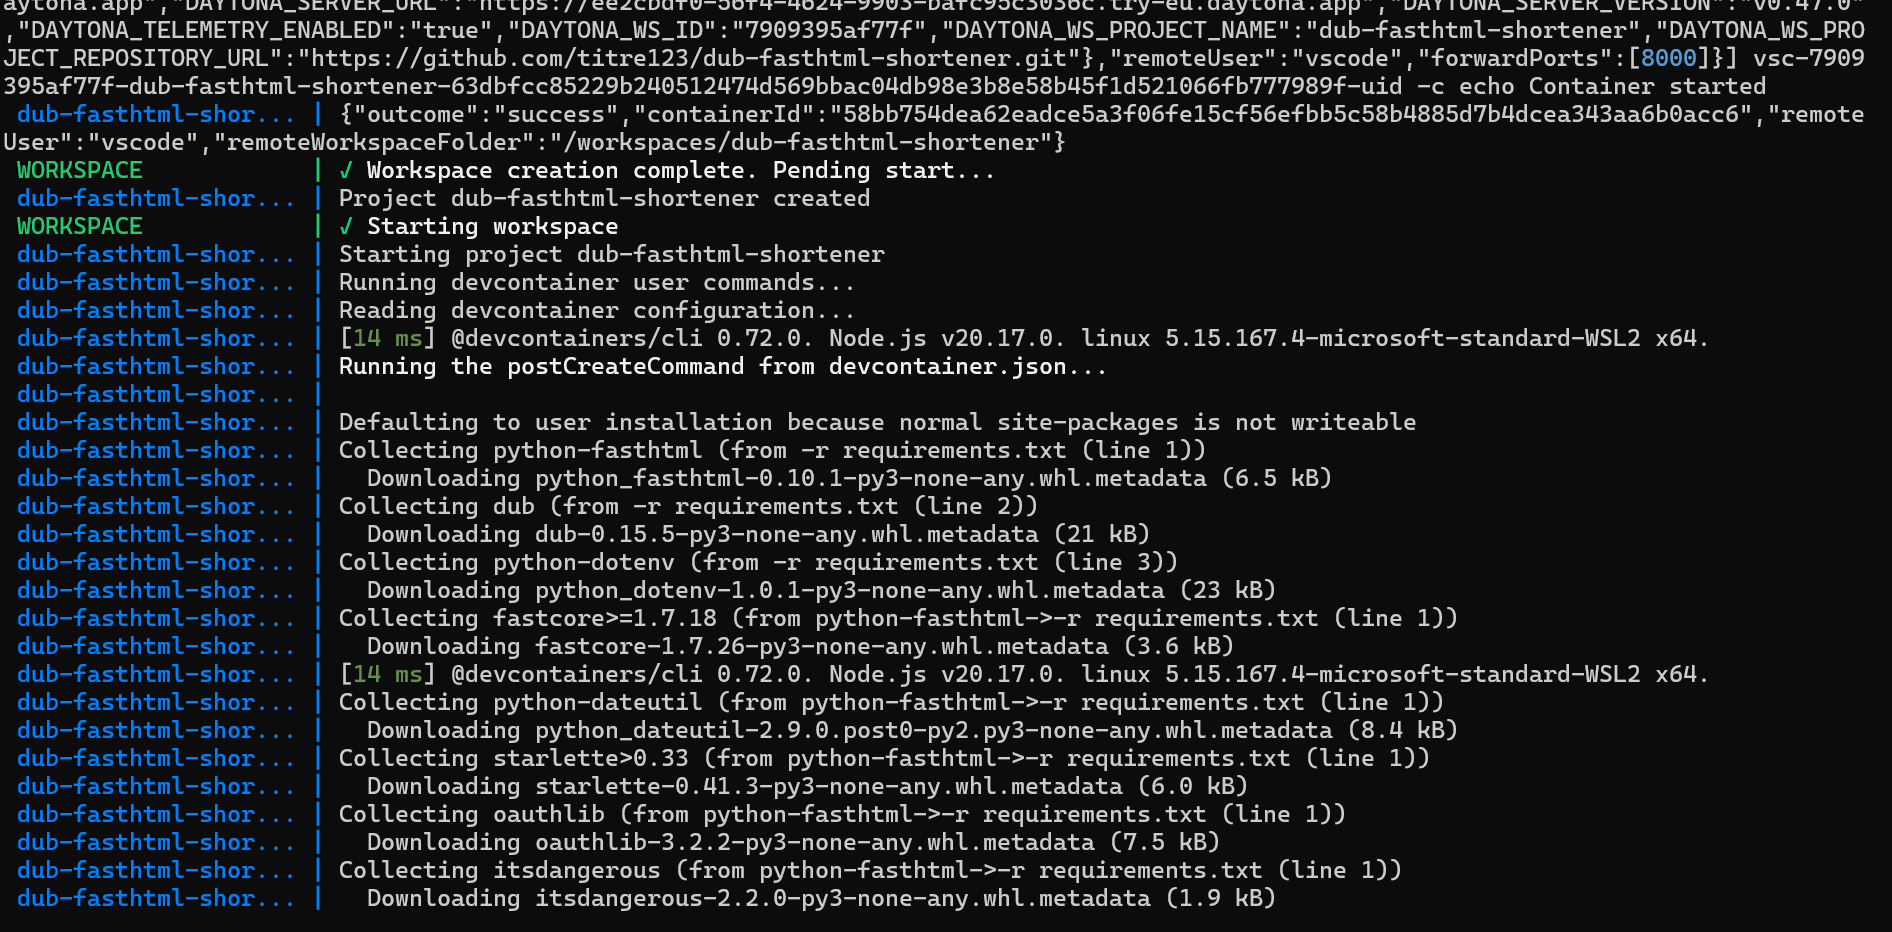 aytona.app","DAYTONA_SERVER_URL":"https://ee2cbdf0-56f4-4624-9903-bafc95c3036c.try-eu.daytona.app","DAYTONA_SERVER_VERSION":"v0.47.0"
,"DAYTONA_TELEMETRY_ENABLED":"true","DAYTONA_WS_ID":"7909395af77f","DAYTONA_WS_PROJECT_NAME":"dub-fasthtml-shortener","DAYTONA_WS_PRO
JECT_REPOSITORY_URL":"https://github.com/titre123/dub-fasthtml-shortener.git"},"remoteUser":"vscode","forwardPorts":[8000]}] vsc-7909
395af77f-dub-fasthtml-shortener-63dbfcc85229b240512474d569bbac04db98e3b8e58b45f1d521066fb777989f-uid -c echo Container started
dub-fasthtml-shor... | {"outcome":"success","containerId":"58bb754dea62eadce5a3f06fe15cf56efbb5c58b4885d7b4dcea343aa6b0acc6","remote
User":"vscode","remoteWorkspaceFolder":"/workspaces/dub-fasthtml-shortener"}
WORKSPACE | √ Workspace creation complete. Pending start...
dub-fasthtml-shor... | Project dub-fasthtml-shortener created
WORKSPACE | √ Starting workspace
dub-fasthtml-shor... | Starting project dub-fasthtml-shortener
dub-fasthtml-shor... | Running devcontainer user commands...
dub-fasthtml-shor... | Reading devcontainer configuration...
dub-fasthtml-shor... | [14 ms] @devcontainers/cli 0.72.0. Node.js v20.17.0. linux 5.15.167.4-microsoft-standard-WSL2 x64.
dub-fasthtml-shor... | Running the postCreateCommand from devcontainer.json...
dub-fasthtml-shor... |
dub-fasthtml-shor... | Defaulting to user installation because normal site-packages is not writeable
dub-fasthtml-shor... | Collecting python-fasthtml (from -r requirements.txt (line 1))
dub-fasthtml-shor... | Downloading python_fasthtml-0.10.1-py3-none-any.whl.metadata (6.5 kB)
dub-fasthtml-shor... | Collecting dub (from -r requirements.txt (line 2))
dub-fasthtml-shor... | Downloading dub-0.15.5-py3-none-any.whl.metadata (21 kB)
dub-fasthtml-shor... | Collecting python-dotenv (from -r requirements.txt (line 3))
dub-fasthtml-shor... | Downloading python_dotenv-1.0.1-py3-none-any.whl.metadata (23 kB)
dub-fasthtml-shor... | Collecting fastcore>=1.7.18 (from python-fasthtml->-r requirements.txt (line 1))
dub-fasthtml-shor... | Downloading fastcore-1.7.26-py3-none-any.whl.metadata (3.6 kB)
dub-fasthtml-shor... | [14 ms] @devcontainers/cli 0.72.0. Node.js v20.17.0. linux 5.15.167.4-microsoft-standard-WSL2 x64.
dub-fasthtml-shor... | Collecting python-dateutil (from python-fasthtml->-r requirements.txt (line 1))
dub-fasthtml-shor... | Downloading python_dateutil-2.9.0.post0-py2.py3-none-any.whl.metadata (8.4 kB)
dub-fasthtml-shor... | Collecting starlette>0.33 (from python-fasthtml->-r requirements.txt (line 1))
dub-fasthtml-shor... | Downloading starlette-0.41.3-py3-none-any.whl.metadata (6.0 kB)
dub-fasthtml-shor... | Collecting oauthlib (from python-fasthtml->-r requirements.txt (line 1))
dub-fasthtml-shor... | Downloading oauthlib-3.2.2-py3-none-any.whl.metadata (7.5 kB)
dub-fasthtml-shor... | Collecting itsdangerous (from python-fasthtml->-r requirements.txt (line 1))
dub-fasthtml-shor... | Downloading itsdangerous-2.2.0-py3-none-any.whl.metadata (1.9 kB)